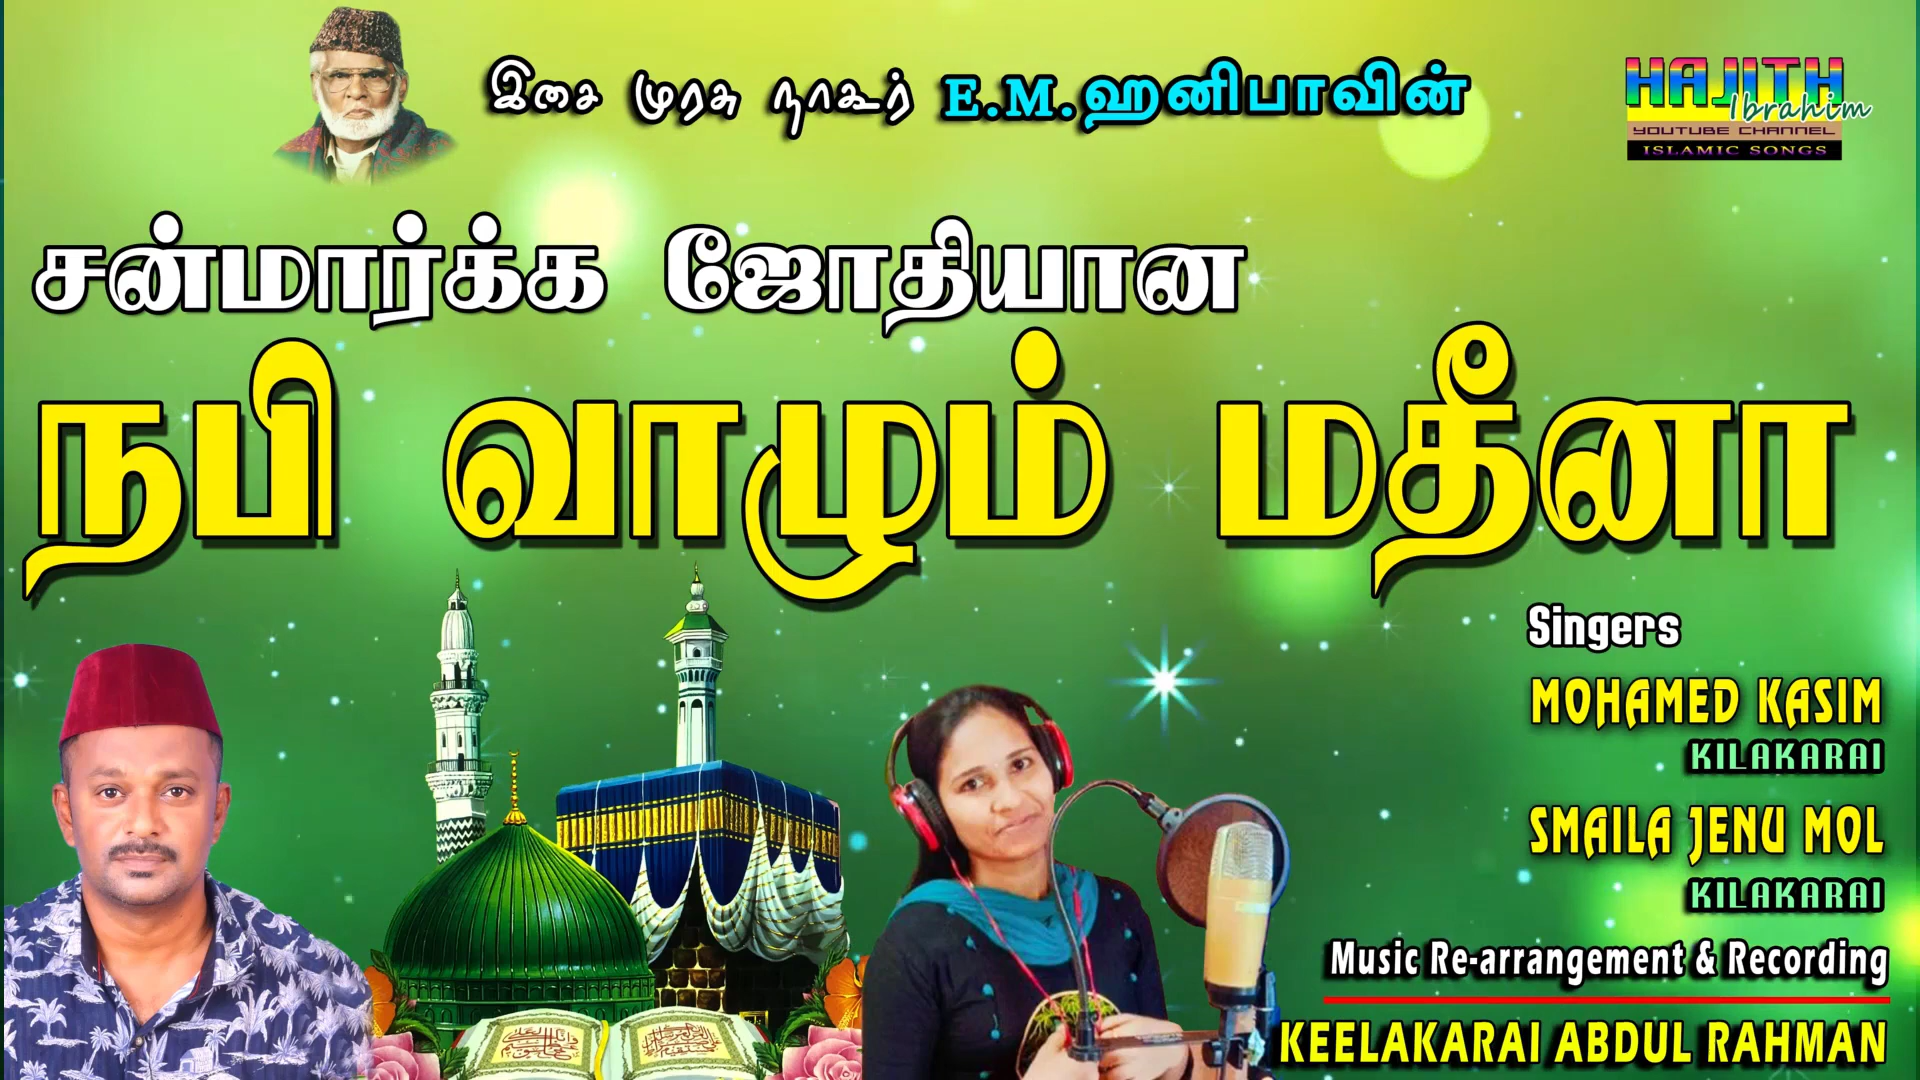 இசை முரசு நாகூர் E.M.ஹனிபாவின்
HAJITH
Ibrahim
YOUTUBE CHANNEL
ISLAMIC SONGS
சன்மார்க்க ஜோதியான
நபி வாழும் மதீனா
Singers
MOHAMED KASIM
KILAKARAI
SMAILA JENU MOL
KILAKARAI
Music Re-arrangement & Recording
KEELAKARAI ABDUL RAHMAN